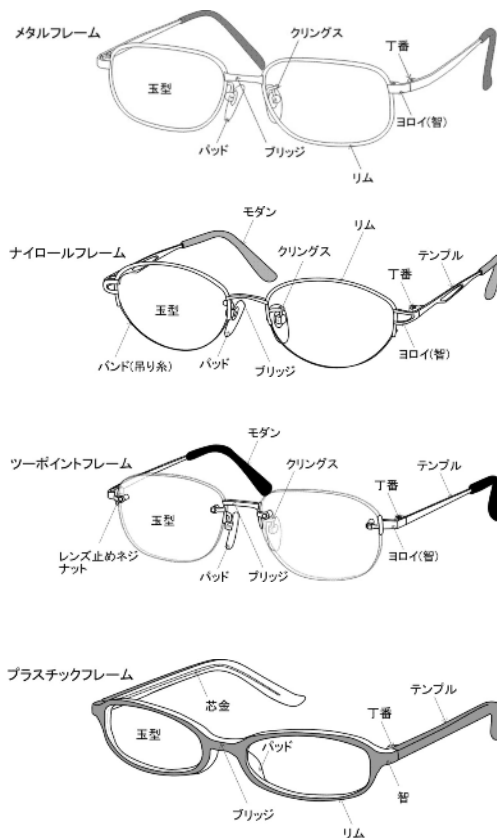 メタルフレーム
クリングス
丁番
玉型
ヨロイ(智)
パッド
ブリッジ
リム
モダン
リム
ナイロールフレーム
クリングス
テンプル
丁番
玉型
バンド(吊り糸)
パッド
ブリッジ
ヨロイ(智)
モダン
ツーポイントフレーム
クリングス
テンプル
丁番
玉型
レンズ止めネジ
ナット
パッド
ブリッジ
ヨロイ(智)
プラスチックフレーム
テンプル
芯金
丁番
玉型
パッド
智
ブリッジ
リム